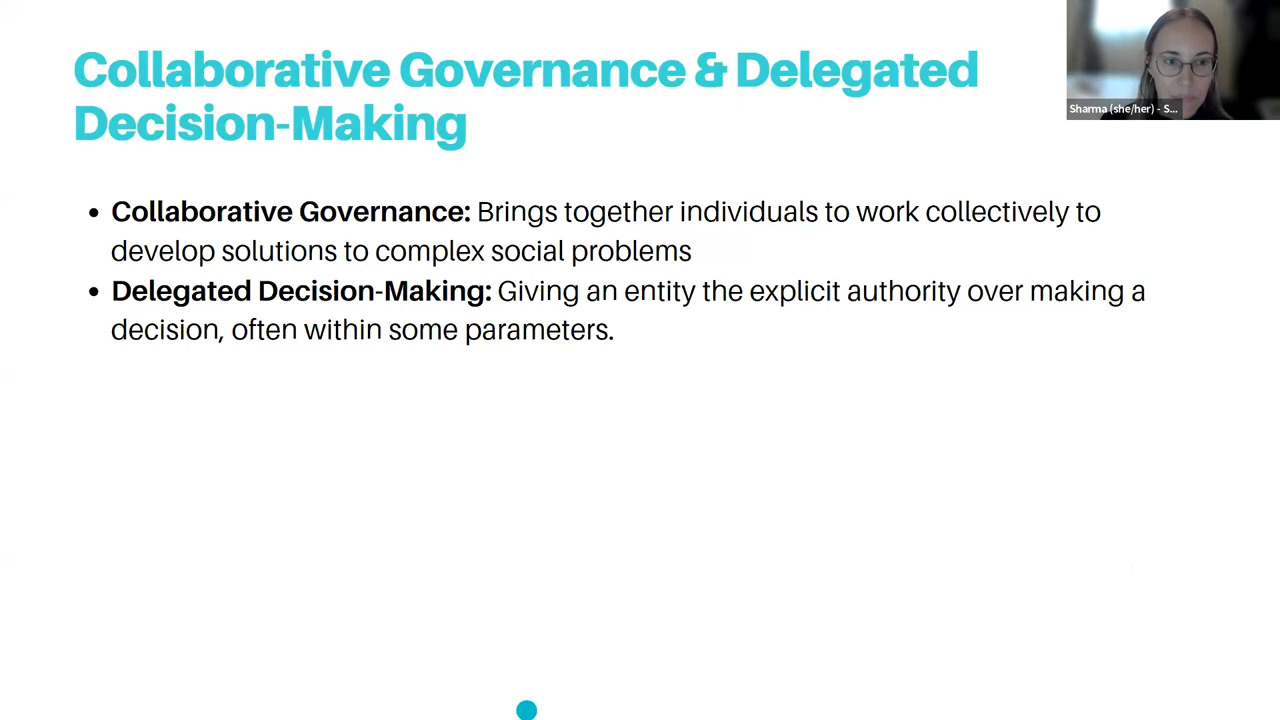 Collaborative Governance & Delegated
Decision-Making
Sharma (she/her) - S...
• Collaborative Governance: Brings together individuals to work collectively to
develop solutions to complex social problems
• Delegated Decision-Making: Giving an entity the explicit authority over making a
decision, often within some parameters.